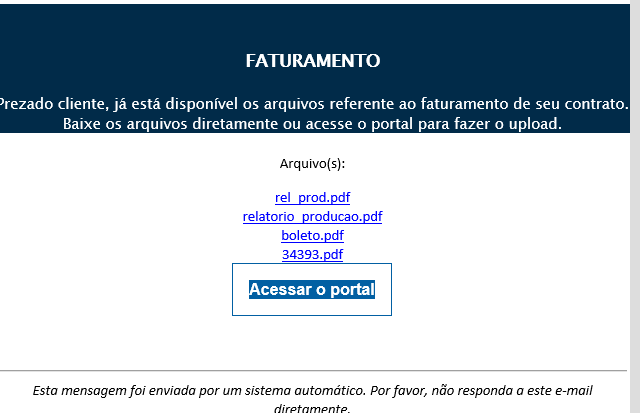 FATURAMENTO
Prezado cliente, já está disponível os arquivos referente ao faturamento de seu contrato.
Baixe os arquivos diretamente ou acesse o portal para fazer o upload.
Arquivo(s):
rel_prod.pdf
relatorio_producao.pdf
boleto.pdf
34393.pdf
Acessar o portal
Esta mensagem foi enviada por um sistema automático. Por favor, não responda a este e-mail
diretamente.